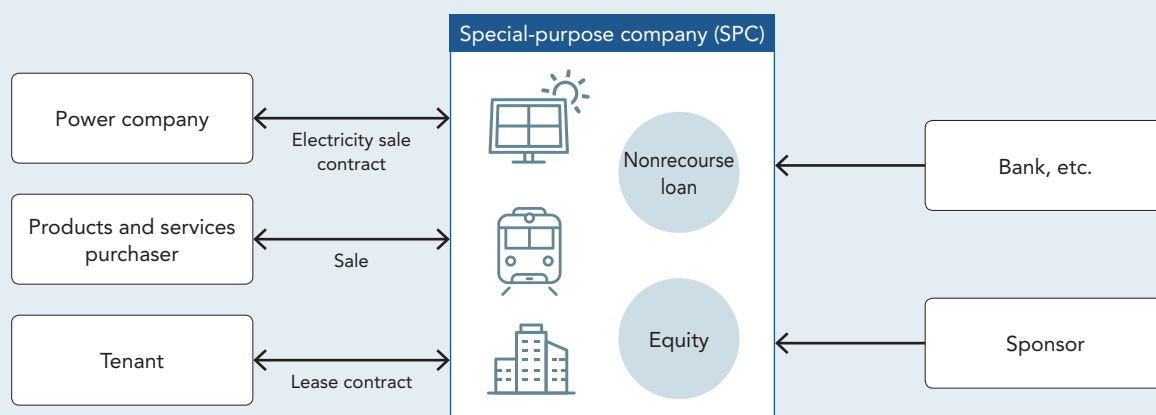 Special-purpose company (SPC)
Power company
Electricity sale
contract
Products and services
purchaser
Sale
Tenant
Lease contract
Nonrecourse
loan
Equity
Bank, etc.
Sponsor